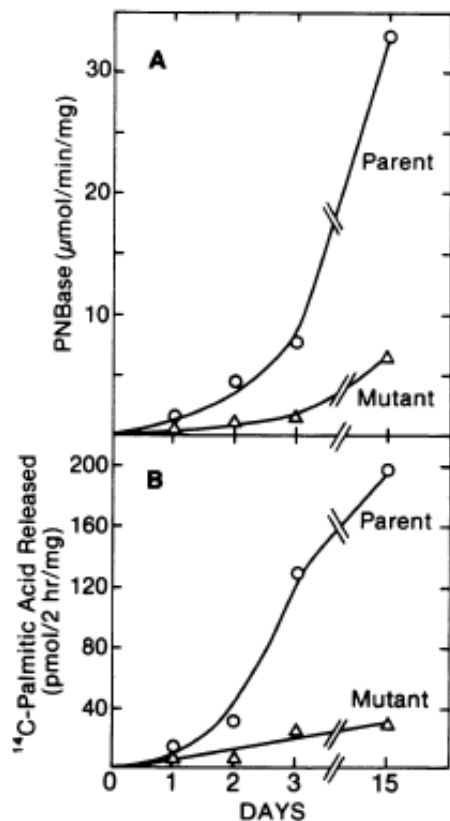 A
30
20
10
PNBase (μmol/min/mg)
Parent
Mutant
B
200
160
120
80
40
¹⁴C-Palmitic Acid Released
(pmol/2 hr/mg)
Parent
Mutant
0 1 2 3 15
DAYS